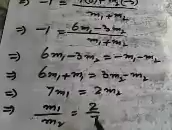 ⇒ -1 = 
m₁+m₂
⇒ -1 = 6m₁-3m₂
m₁+m₂
⇒ 6m₁-3m₂ = -m₁-m₂
⇒ 6m₁+m₁ = 3m₂-m₂
⇒ 7m₁ = 2m₂
⇒ m₁/m₂ = 2/7